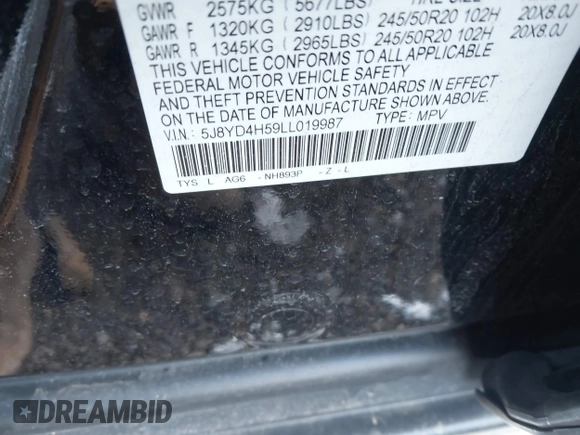 GVWR 2575KG (5677LBS) TIRE SIZE
GAWR F 1320KG (2910LBS) 245/50R20 102H 20X8.0J
GAWR R 1345KG (2965LBS) 245/50R20 102H 20X8.0J
THIS VEHICLE CONFORMS TO ALL APPLICABLE
FEDERAL MOTOR VEHICLE SAFETY
AND THEFT PREVENTION STANDARDS IN EFFECT
ON THE DATE OF MANUFACTURE SHOWN ABOVE.
V.I.N.: 5J8YD4H59LL019987 TYPE: MPV
TYS L AG6 -NH893P -Z -L
DREAMBID